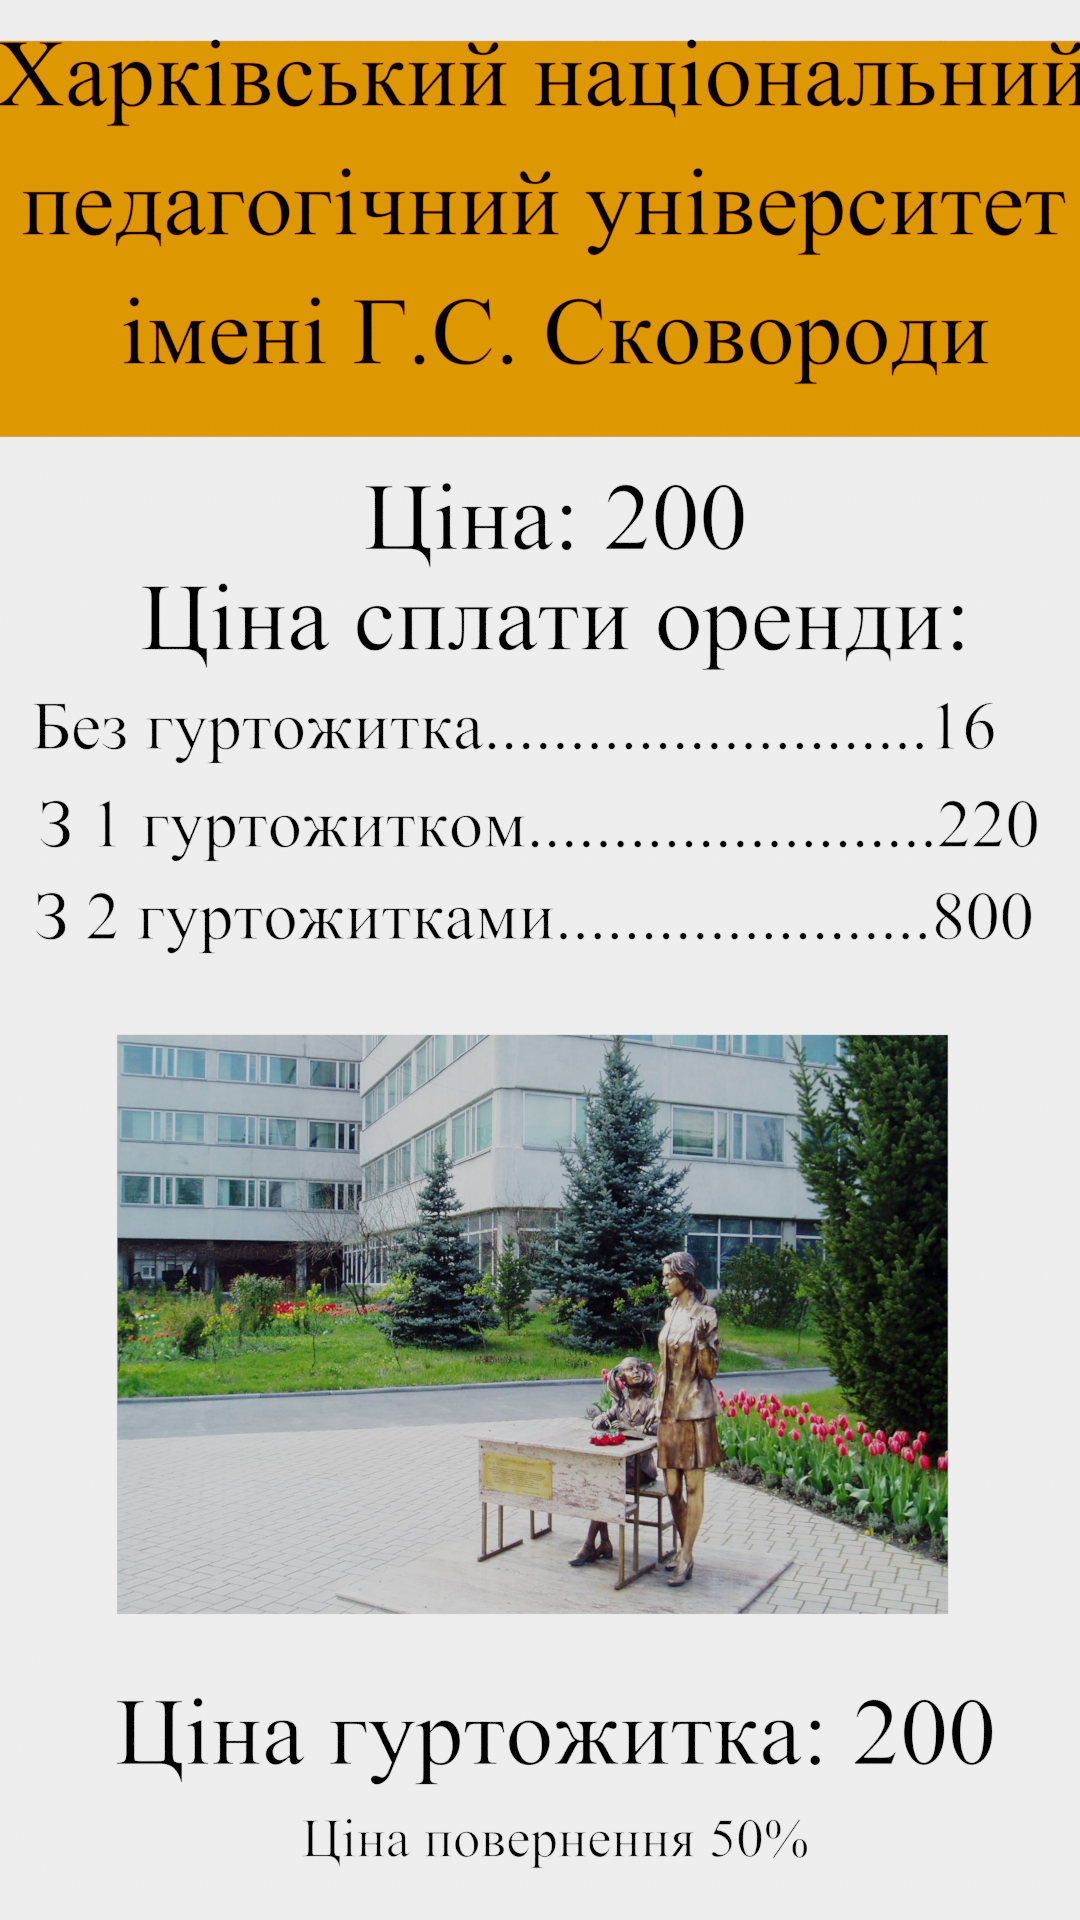 Харківський національний
педагогічний університет
імені Г.С. Сковороди
Ціна: 200
Ціна сплати оренди:
Без гуртожитка..........................16
З 1 гуртожитком........................220
З 2 гуртожитками......................800
Ціна гуртожитка: 200
Ціна повернення 50%